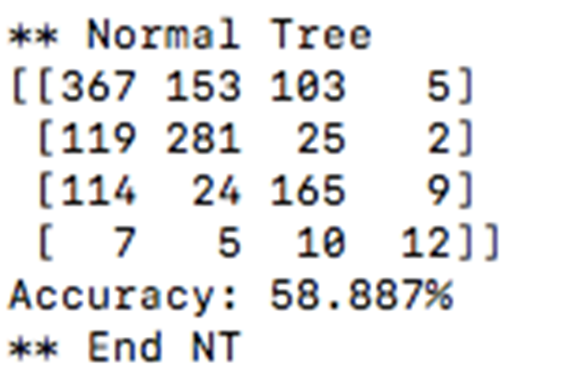 ** Normal Tree
[[367 153 103   5]
 [119 281  25   2]
 [114  24 165   9]
 [  7   5  10  12]]
Accuracy: 58.887%
** End NT